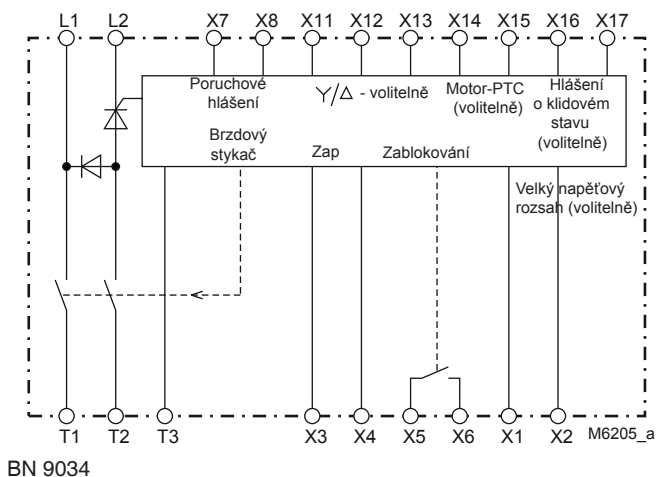 L1 L2 X7 X8 X11 X12 X13 X14 X15 X16 X17
Poruchové
hlášení
Y/Δ - volitelně
Motor-PTC
(volitelně)
Hlášení
o klidovém
stavu
(volitelně)
Brzdový
stykač
Zap
Zablokování
Velký napěťový
rozsah (volitelně)
T1 T2 T3 X3 X4 X5 X6 X1 X2 M6205_a
BN 9034